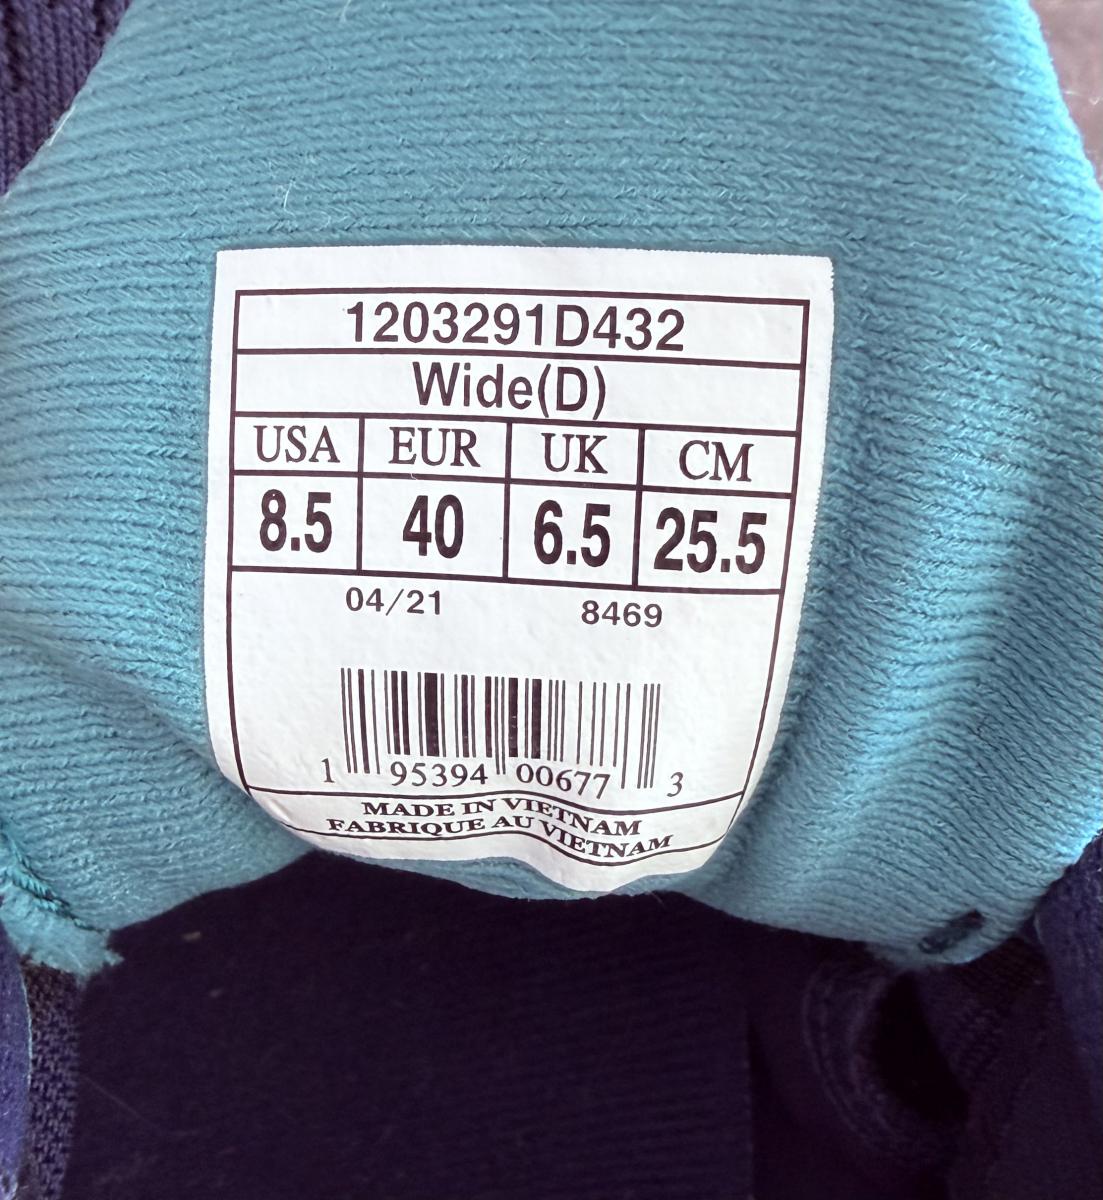 1203291D432
Wide(D)
USA EUR UK CM
8.5 40 6.5 25.5
04/21 8469
1 95394 00677 3
MADE IN VIETNAM
FABRIQUE AU VIETNAM